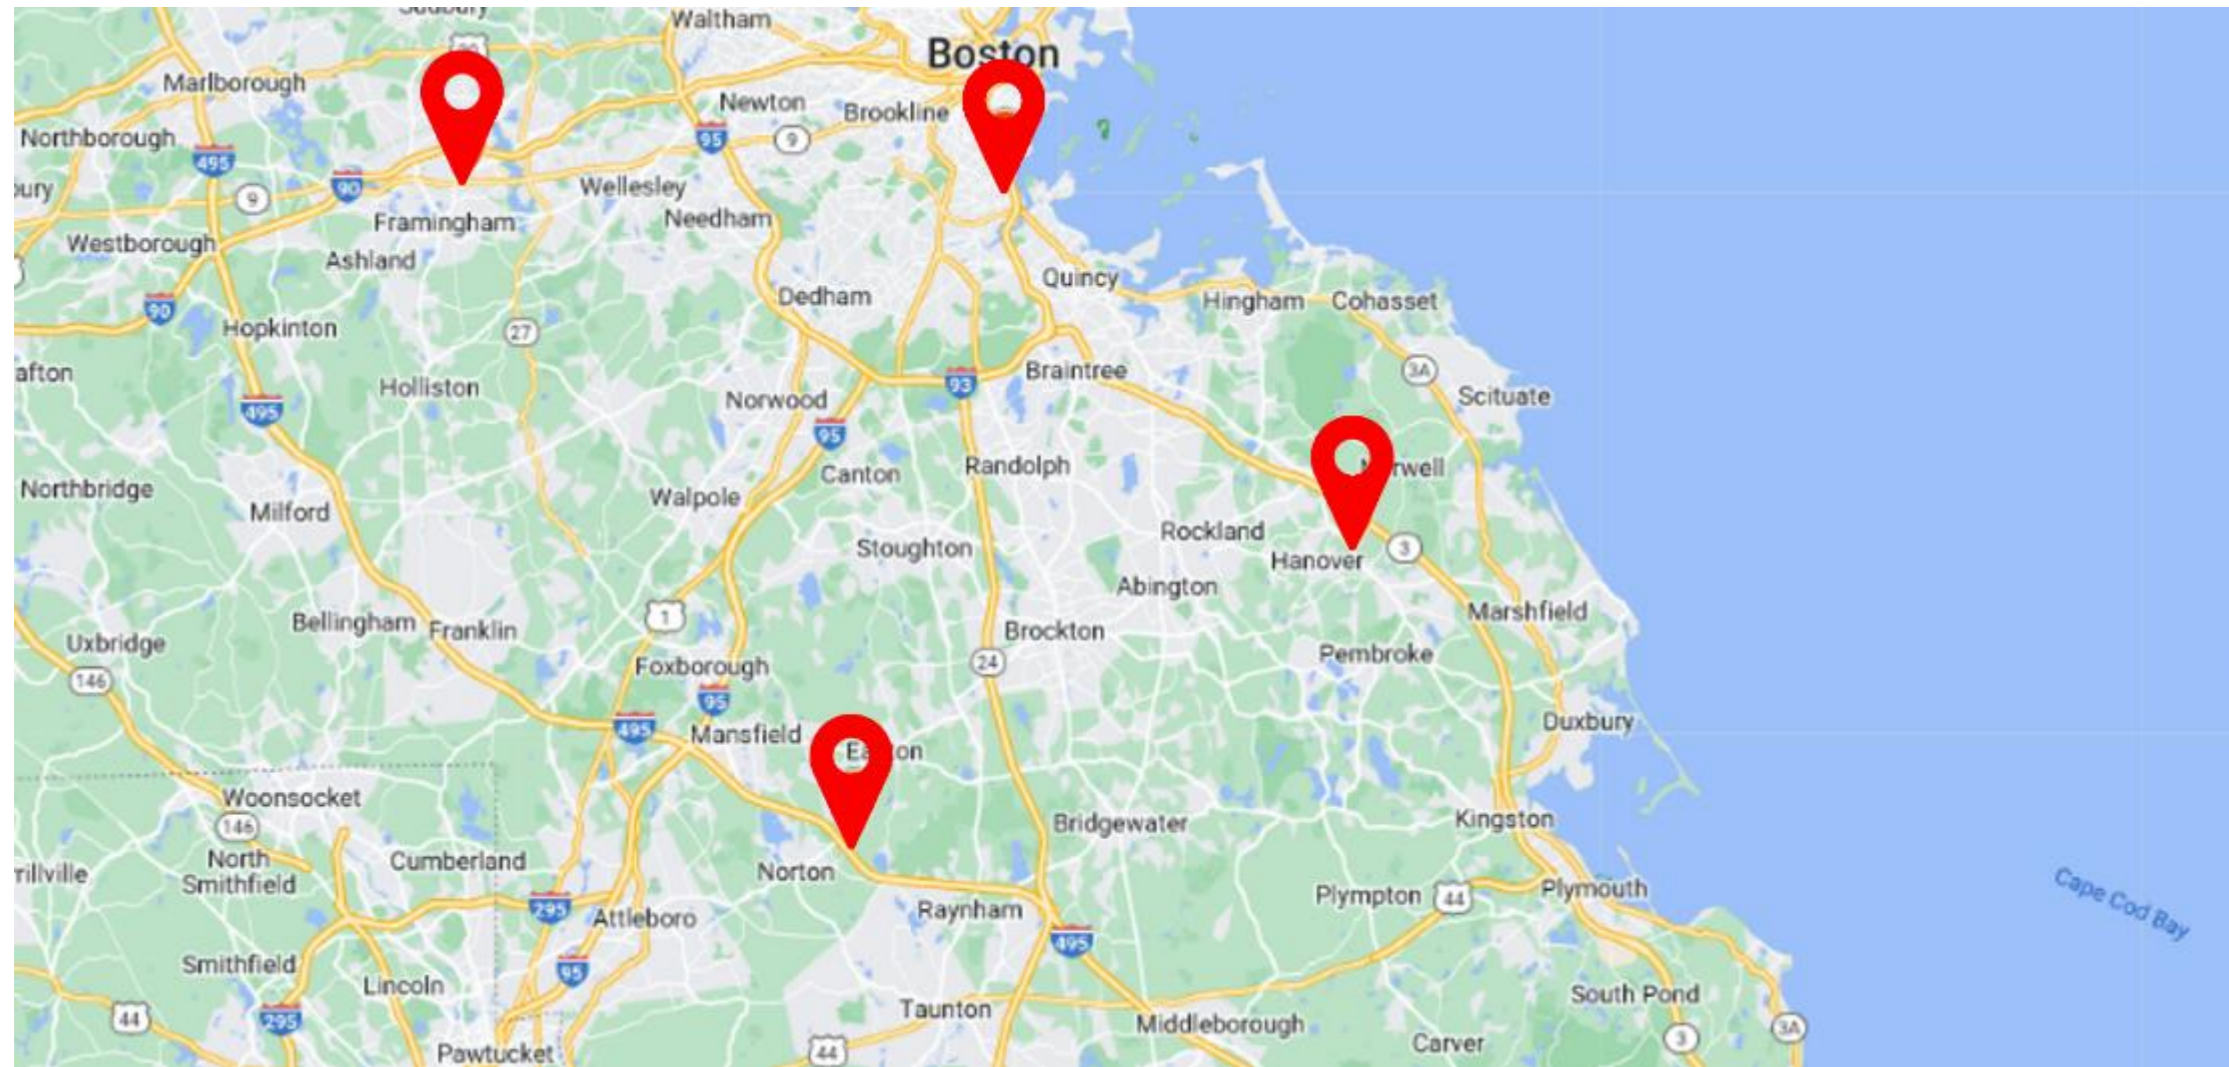 Sudbury
Waltham
Boston
Marlborough
Newton
Brookline
Northborough
495
95
9
90
Wellesley
9
Framingham
Needham
Westborough
Ashland
Quincy
Dedham
Hingham
Cohasset
90
Hopkinton
27
afton
Holliston
Braintree
3A
93
Norwood
Scituate
495
95
Canton
Randolph
Northbridge
Walpole
Milford
Rockland
Stoughton
3
Hanover
Abington
1
Bellingham
Franklin
Marshfield
Uxbridge
Brockton
Pembroke
24
Foxborough
146
95
Duxbury
495
Mansfield
Woonsocket
146
Kingston
Bridgewater
North
Smithfield
Cumberland
rillville
Norton
Plymouth
Plympton
44
295
Attleboro
Raynham
Cape Cod Bay
495
Smithfield
95
Lincoln
South Pond
44
295
Taunton
Middleborough
3A
3
Carver
Pawtucket
44